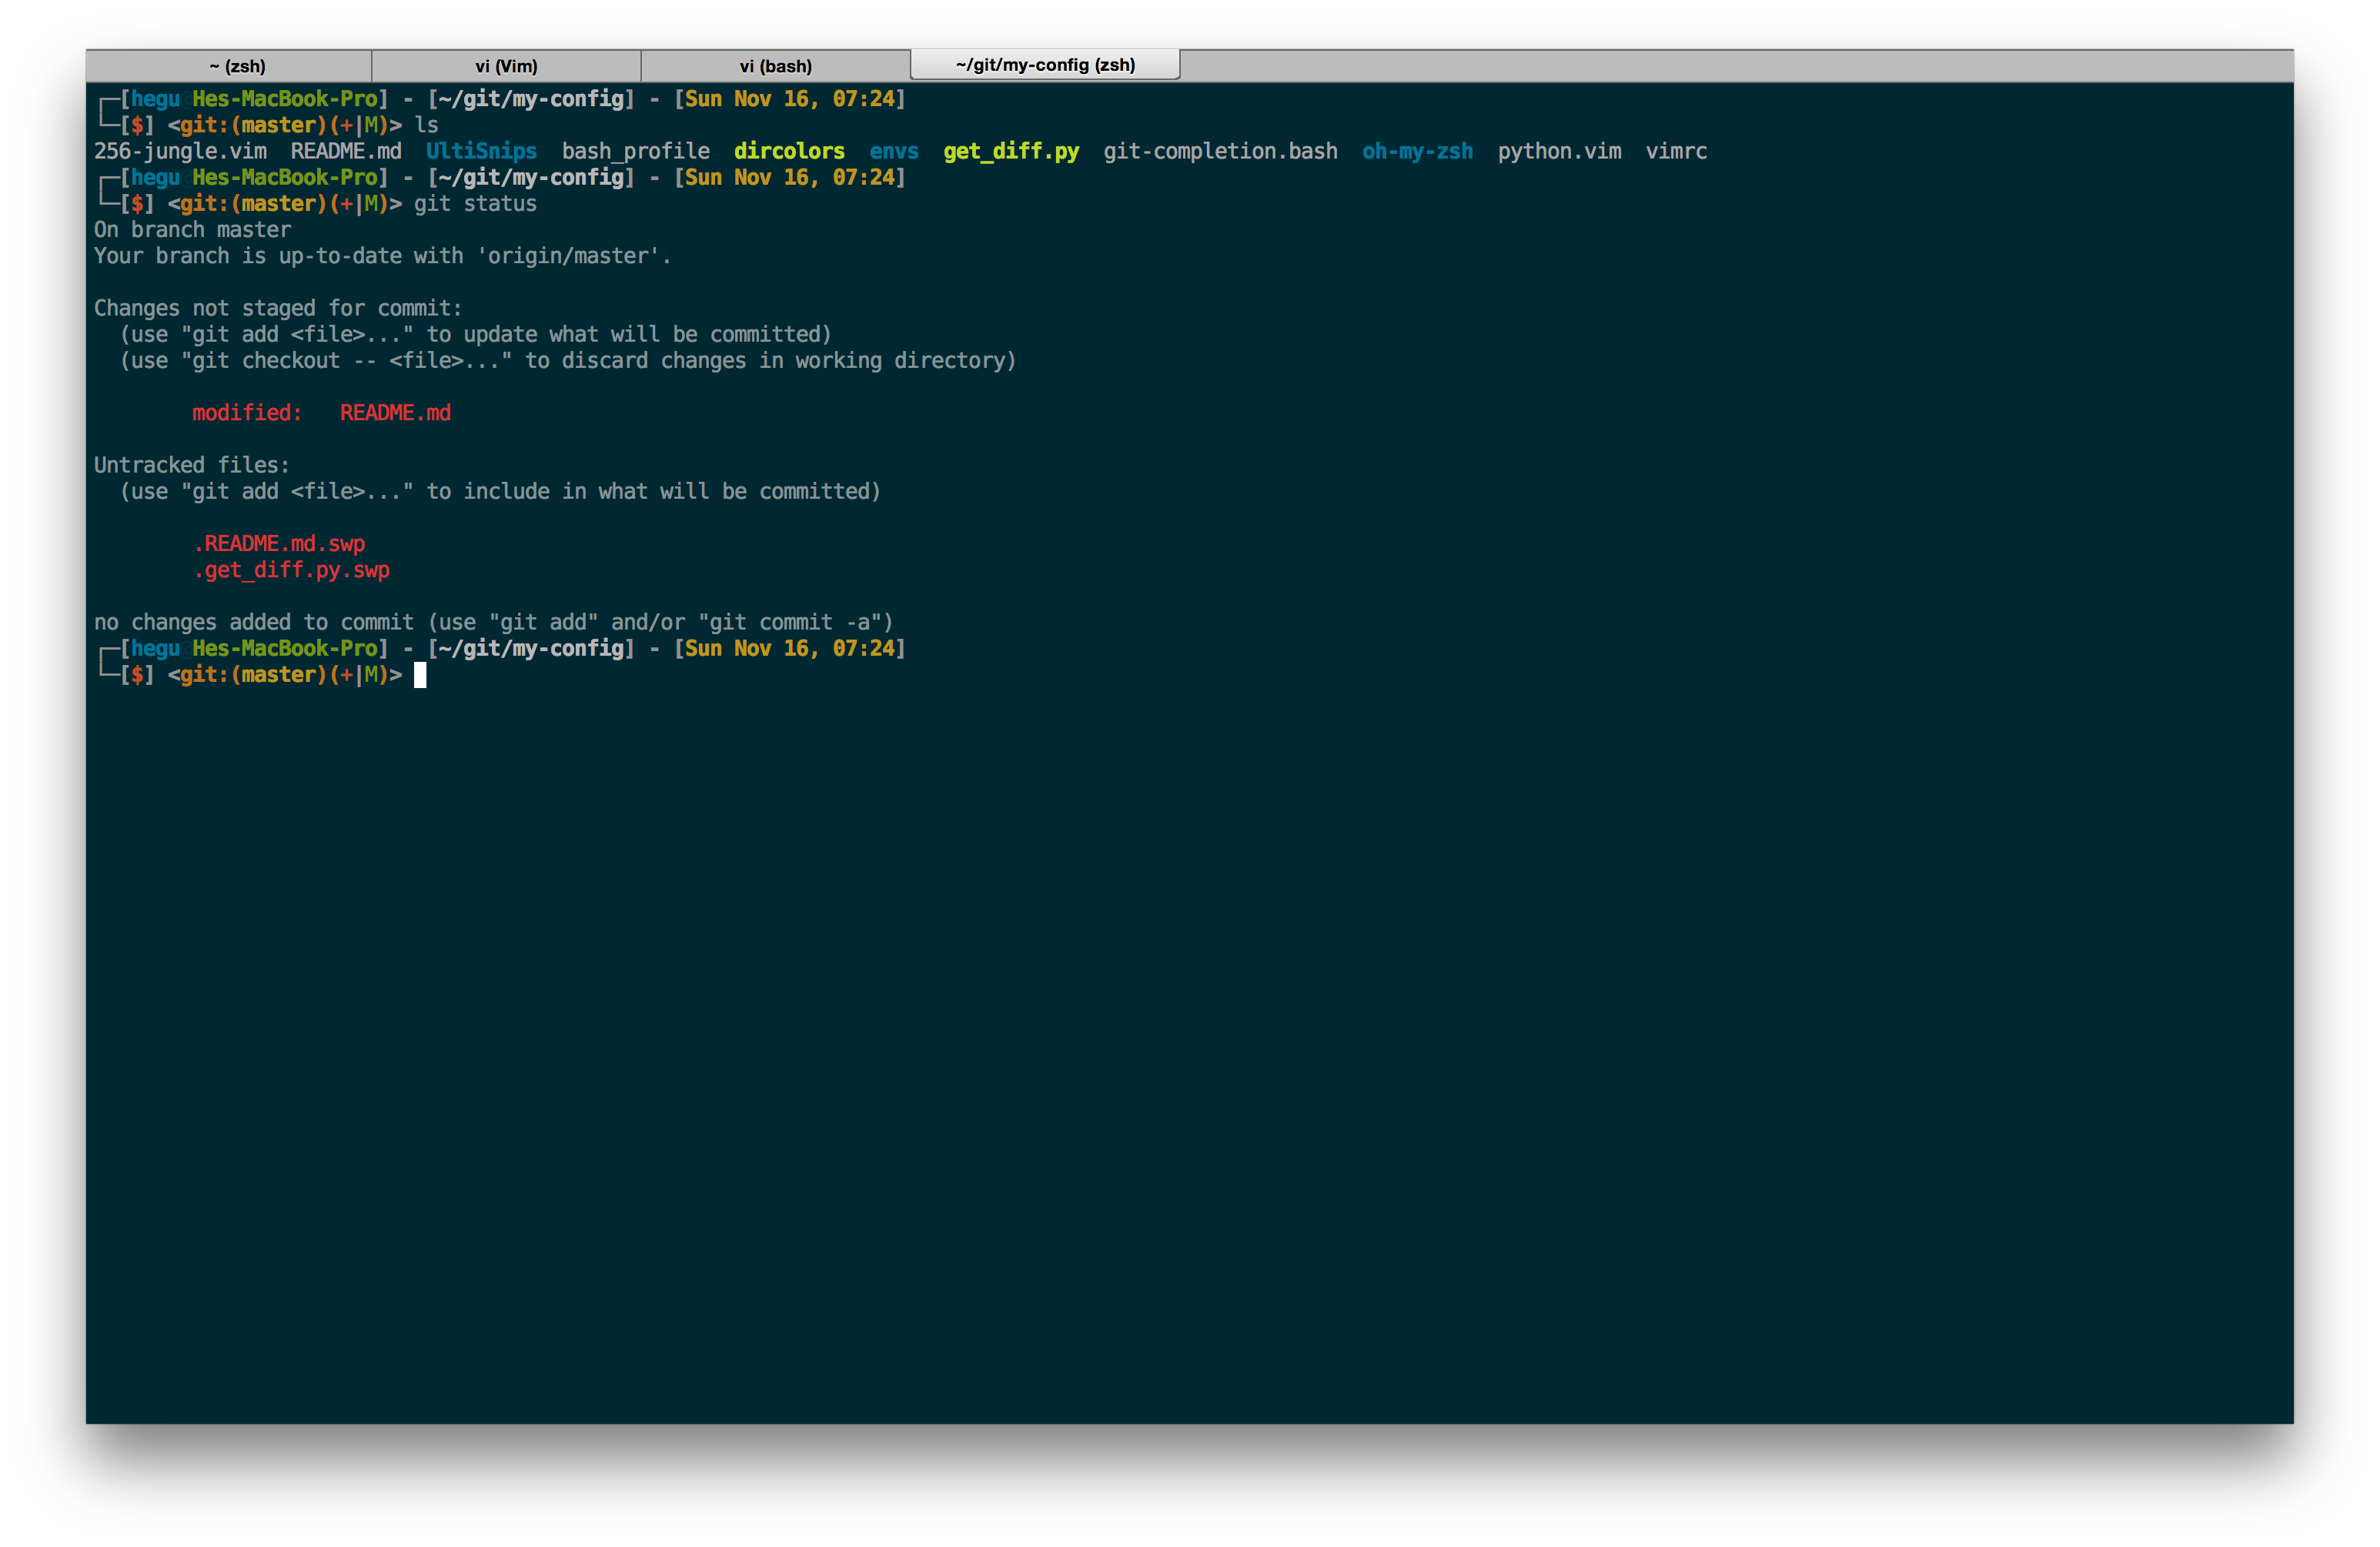 ~ (zsh) vi (Vim) vi (bash) ~/git/my-config (zsh)
┌─[hegu@Hes-MacBook-Pro] - [~/git/my-config] - [Sun Nov 16, 07:24]
└─[$] <git:(master)(+|M)> ls
256-jungle.vim  README.md  UltiSnips  bash_profile  dircolors  envs  get_diff.py  git-completion.bash  oh-my-zsh  python.vim  vimrc
┌─[hegu@Hes-MacBook-Pro] - [~/git/my-config] - [Sun Nov 16, 07:24]
└─[$] <git:(master)(+|M)> git status
On branch master
Your branch is up-to-date with 'origin/master'.
Changes not staged for commit:
  (use "git add <file>..." to update what will be committed)
  (use "git checkout -- <file>..." to discard changes in working directory)
        modified:   README.md
Untracked files:
  (use "git add <file>..." to include in what will be committed)
        .README.md.swp
        .get_diff.py.swp
no changes added to commit (use "git add" and/or "git commit -a")
┌─[hegu@Hes-MacBook-Pro] - [~/git/my-config] - [Sun Nov 16, 07:24]
└─[$] <git:(master)(+|M)>